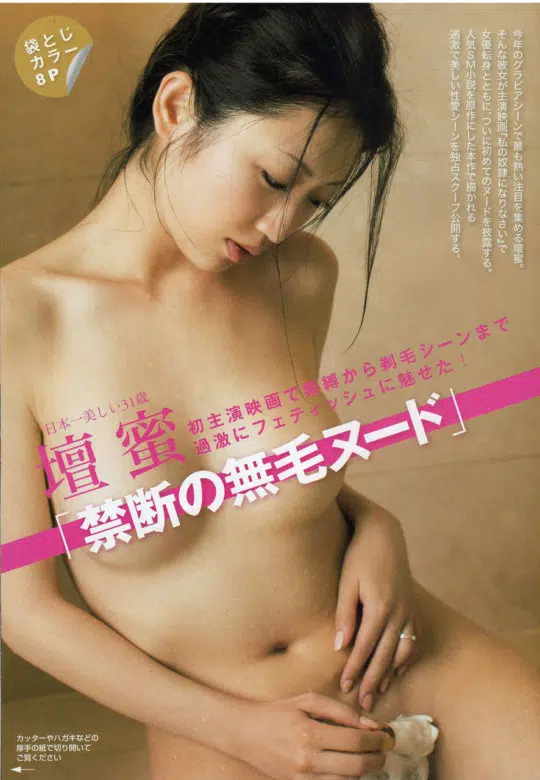 袋とじ
カラー
8P
今年のグラビアシーンで最も熱い注目を集める壇蜜。
そんな彼女が主演映画『私の奴隷になりなさい』で
女優転身とともに、ついに初めてのヌードを披露する。
人気SM小説を原作にした本作で描かれる
過激で美しい性愛シーンを独占スクープ公開する。
日本一美しい31歳
壇蜜
初主演映画で緊縛から剃毛シーンまで
過激にフェティッシュに魅せた!
「禁断の無毛ヌード」
カッターやハガキなどの
厚手の紙で切り開いて
ご覧ください